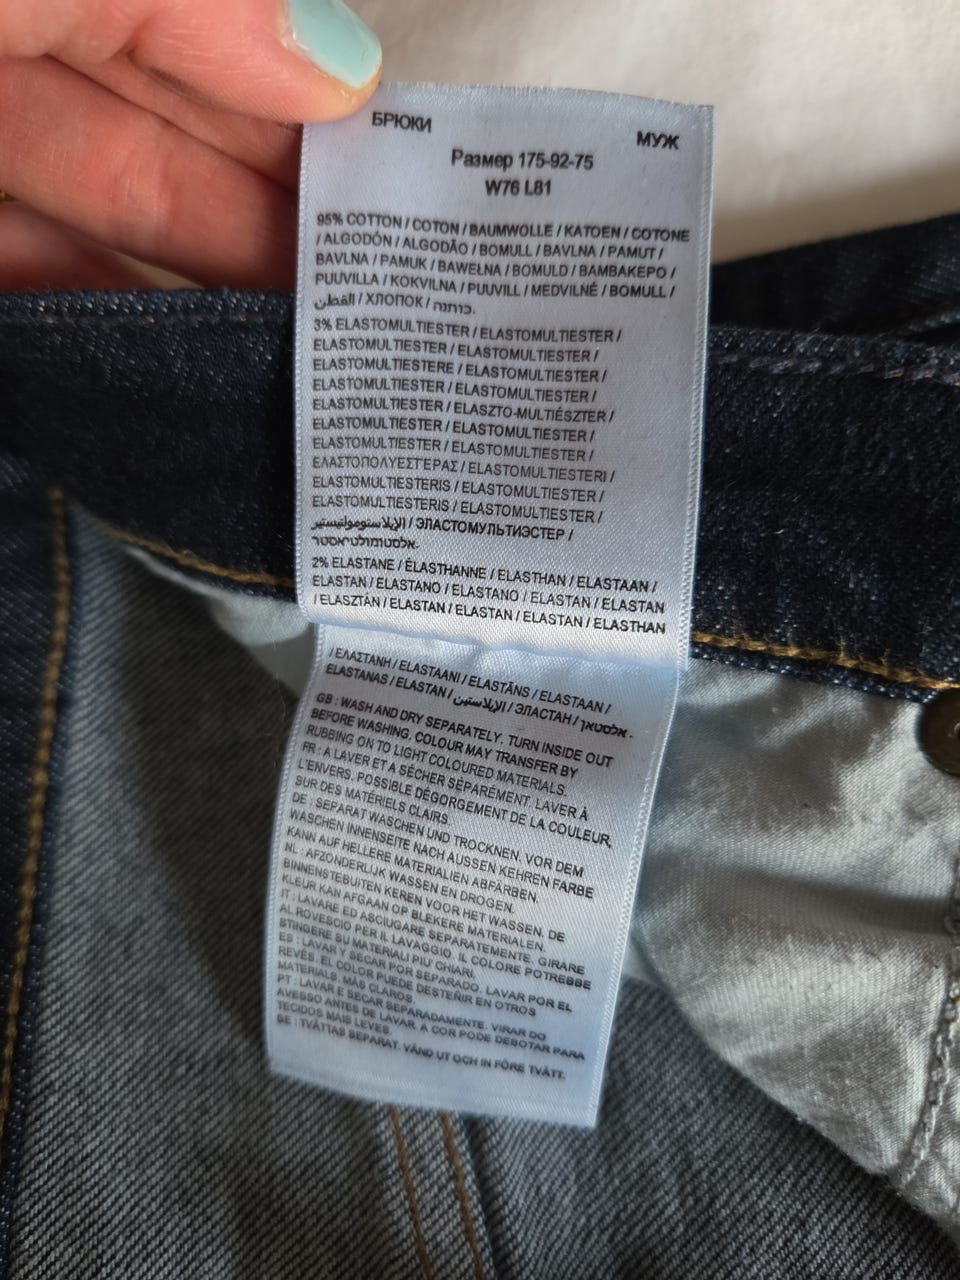 БРЮКИ
МУЖ
Размер 175-92-75
W76 L81
95% COTTON / COTON / BAUMWOLLE / KATOEN / COTONE
/ ALGODÓN / ALGODÃO / BOMULL / BAVLNA / PAMUT /
BAVLNA / PAMUK / BAWEŁNA / BOMULD / BAMBAKEPO /
PUUVILLA / KOKVILNA / PUUVILL / MEDVILNÉ / BOMULL /
القطن / ХЛОПОК / כותנה.
3% ELASTOMULTIESTER / ELASTOMULTIESTER /
ELASTOMULTIESTER / ELASTOMULTIESTER /
ELASTOMULTIESTERE / ELASTOMULTIESTER /
ELASTOMULTIESTER / ELASTOMULTIESTER /
ELASTOMULTIESTER / ELASZTO-MULTIÉSZTER /
ELASTOMULTIESTER / ELASTOMULTIESTER /
ELASTOMULTIESTER / ELASTOMULTIESTER /
ΕΛΑΣΤΟΠΟΛΥΕΣΤΕΡΑΣ / ELASTOMULTIESTERI /
ELASTOMULTIESTERIS / ELASTOMULTIESTER /
ELASTOMULTIESTERIS / ELASTOMULTIESTER /
الإيلاستومولتيستير / ЭЛАСТОМУЛЬТИЭСТЕР /
אלסטומולטיאסטר.
2% ELASTANE / ÉLASTHANNE / ELASTHAN / ELASTAAN /
ELASTAN / ELASTANO / ELASTANO / ELASTAN / ELASTAN
/ ELASZTÁN / ELASTAN / ELASTAN / ELASTAN / ELASTHAN
/ ΕΛΑΣΤΑΝΗ / ELASTAANI / ELASTĀNS / ELASTAAN /
ELASTANAS / ELASTAN / الإيلاستين / ЭЛАСТАН / אלסטאן.
GB : WASH AND DRY SEPARATELY. TURN INSIDE OUT
BEFORE WASHING, COLOUR MAY TRANSFER BY
RUBBING ON TO LIGHT COLOURED MATERIALS.
FR : A LAVER ET A SÉCHER SÉPARÉMENT. LAVER À
L'ENVERS, POSSIBLE DÉGORGEMENT DE LA COULEUR,
SUR DES MATÉRIELS CLAIRS.
DE : SEPARAT WASCHEN UND TROCKNEN. VOR DEM
WASCHEN INNENSEITE NACH AUSSEN KEHREN FARBE
KANN AUF HELLERE MATERIALIEN ABFÄRBEN.
NL : AFZONDERLIJK WASSEN EN DROGEN.
BINNENSTEBUITEN KEREN VOOR HET WASSEN. DE
KLEUR KAN AFGAAN OP BLEKERE MATERIALEN.
IT : LAVARE ED ASCIUGARE SEPARATEMENTE. GIRARE
AL ROVESCIO PER IL LAVAGGIO. IL COLORE POTREBBE
STINGERE SU MATERIALI PIU' CHIARI.
ES : LAVAR Y SECAR POR SEPARADO. LAVAR POR EL
REVÉS. EL COLOR PUEDE DESTEÑIR EN OTROS
MATERIALS, MÁS CLAROS.
PT : LAVAR E SECAR SEPARADAMENTE. VIRAR DO
AVESSO ANTES DE LAVAR. A COR PODE DEBOTAR PARA
TECIDOS MAIS LEVES.
SE : TVÄTTAS SEPARAT. VÄND UT OCH IN FÖRE TVÄTT.